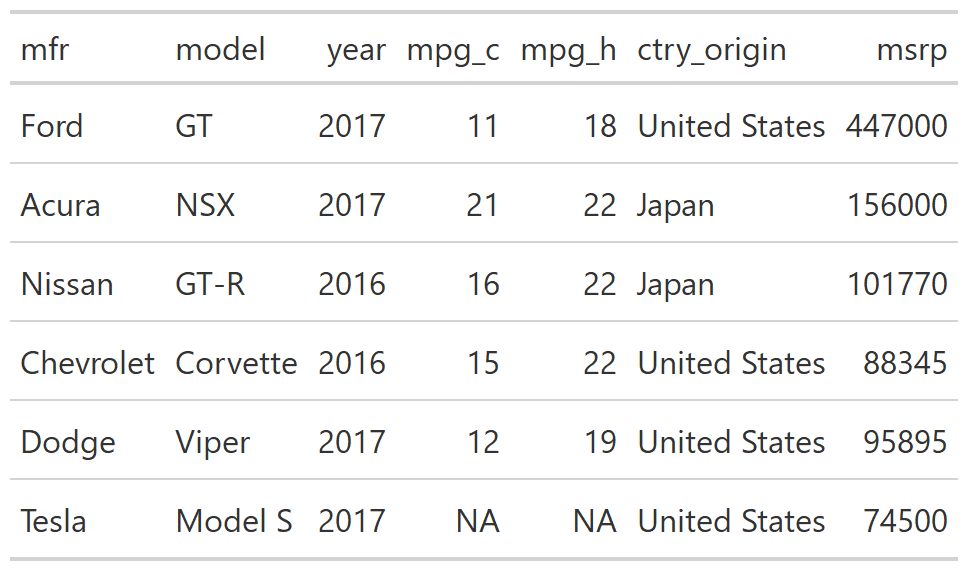 mfr model year mpg_c mpg_h ctry_origin msrp
Ford GT 2017 11 18 United States 447000
Acura NSX 2017 21 22 Japan 156000
Nissan GT-R 2016 16 22 Japan 101770
Chevrolet Corvette 2016 15 22 United States 88345
Dodge Viper 2017 12 19 United States 95895
Tesla Model S 2017 NA NA United States 74500